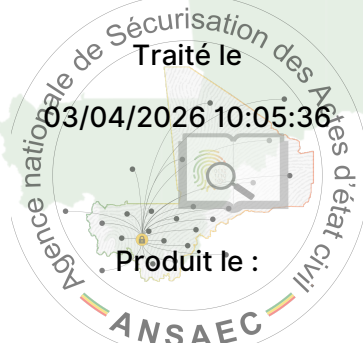 Agence nationale de Sécurisation des Actes d'état civil
Traité le
03/04/2026 10:05:36
Produit le :
ANSAEC